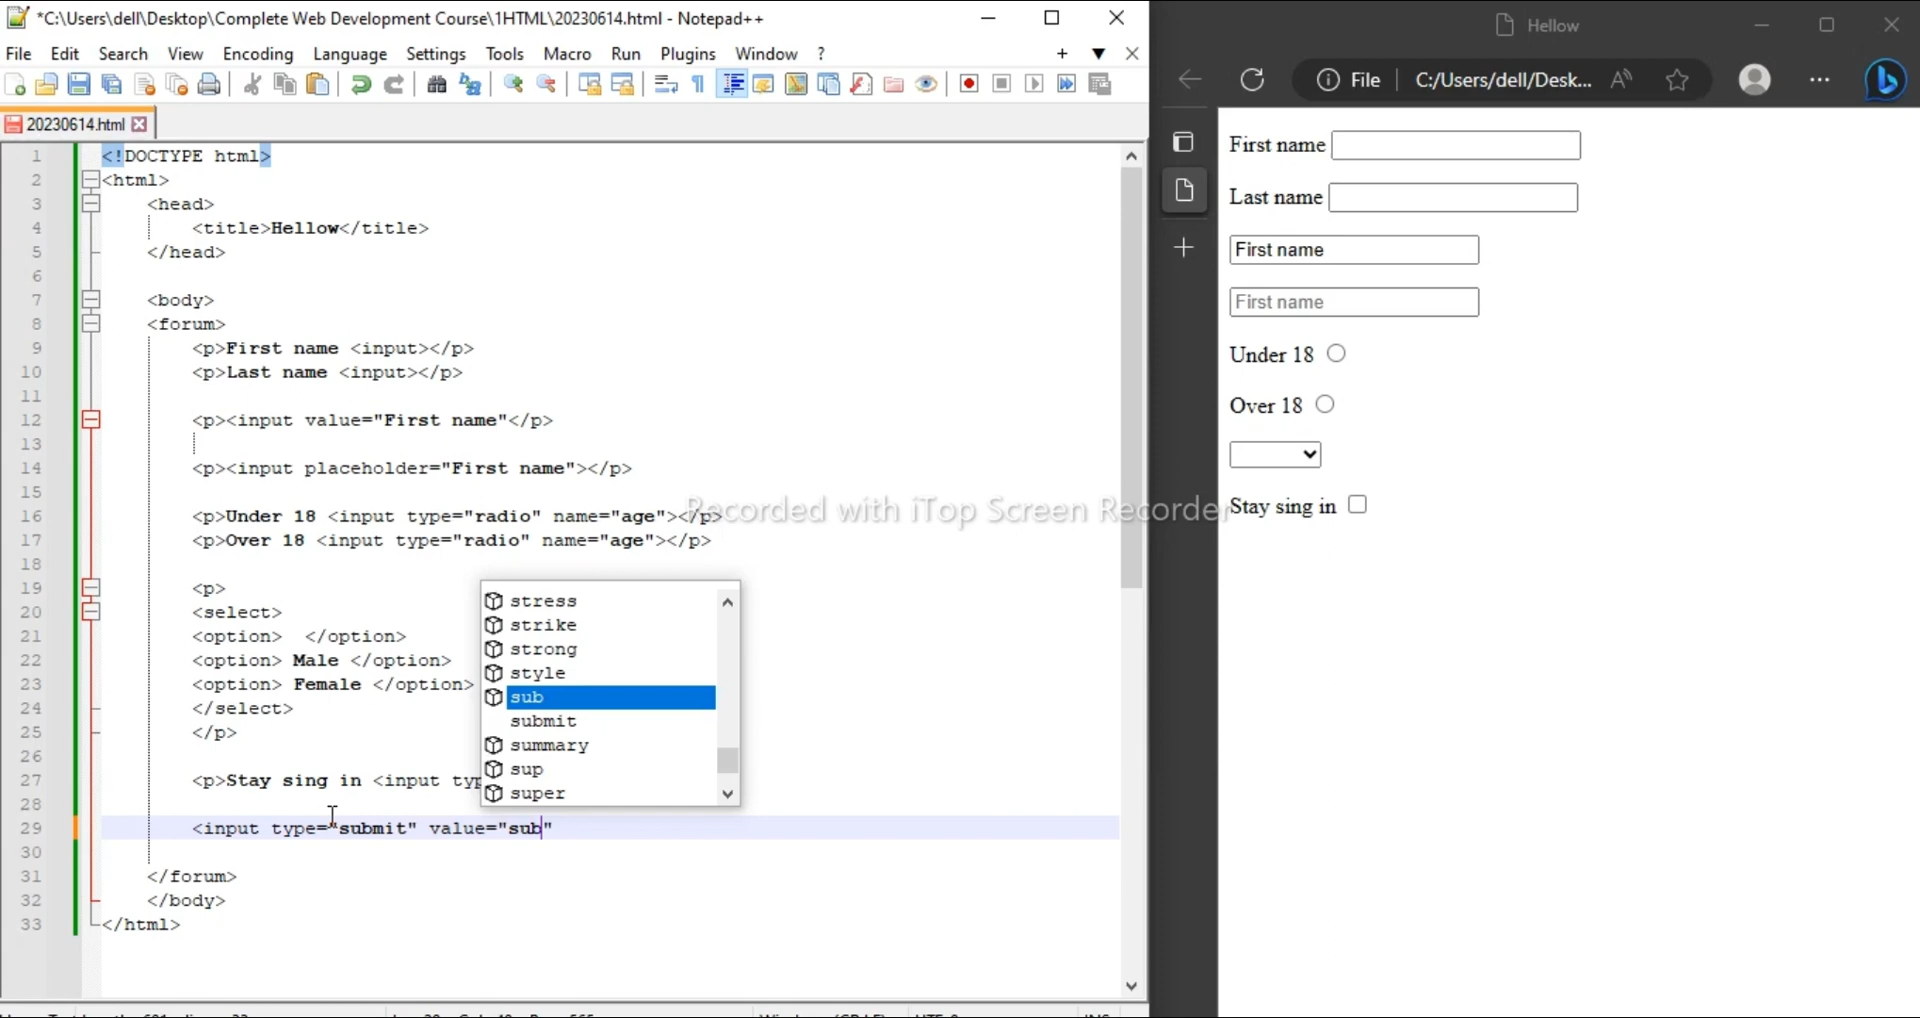 *C:\Users\dell\Desktop\Complete Web Development Course\1HTML\20230614.html - Notepad++
File Edit Search View Encoding Language Settings Tools Macro Run Plugins Window ?
20230614.html
1 <!DOCTYPE html>
2 <html>
3 <head>
4 <title>Hellow</title>
5 </head>
6
7 <body>
8 <forum>
9 <p>First name <input></p>
10 <p>Last name <input></p>
11
12 <p><input value="First name"</p>
13
14 <p><input placeholder="First name"></p>
15
16 <p>Under 18 <input type="radio" name="age"></p>
17 <p>Over 18 <input type="radio" name="age"></p>
18
19 <p>
20 <select>
21 <option> </option>
22 <option> Male </option>
23 <option> Female </option>
24 </select>
25 </p>
26
27 <p>Stay sing in <input typ
28
29 <input type="submit" value="sub"
30
31 </forum>
32 </body>
33 </html>
stress
strike
strong
style
sub
submit
summary
sup
super
Recorded with iTop Screen Recorder
Hellow
File C:/Users/dell/Desk...
First name
Last name
First name
First name
Under 18
Over 18
Stay sing in